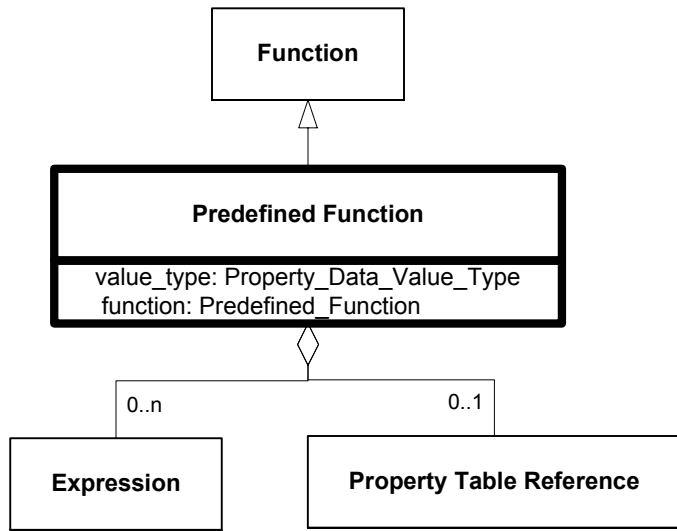 Function
Predefined Function
value_type: Property_Data_Value_Type
function: Predefined_Function
0..n
0..1
Expression
Property Table Reference